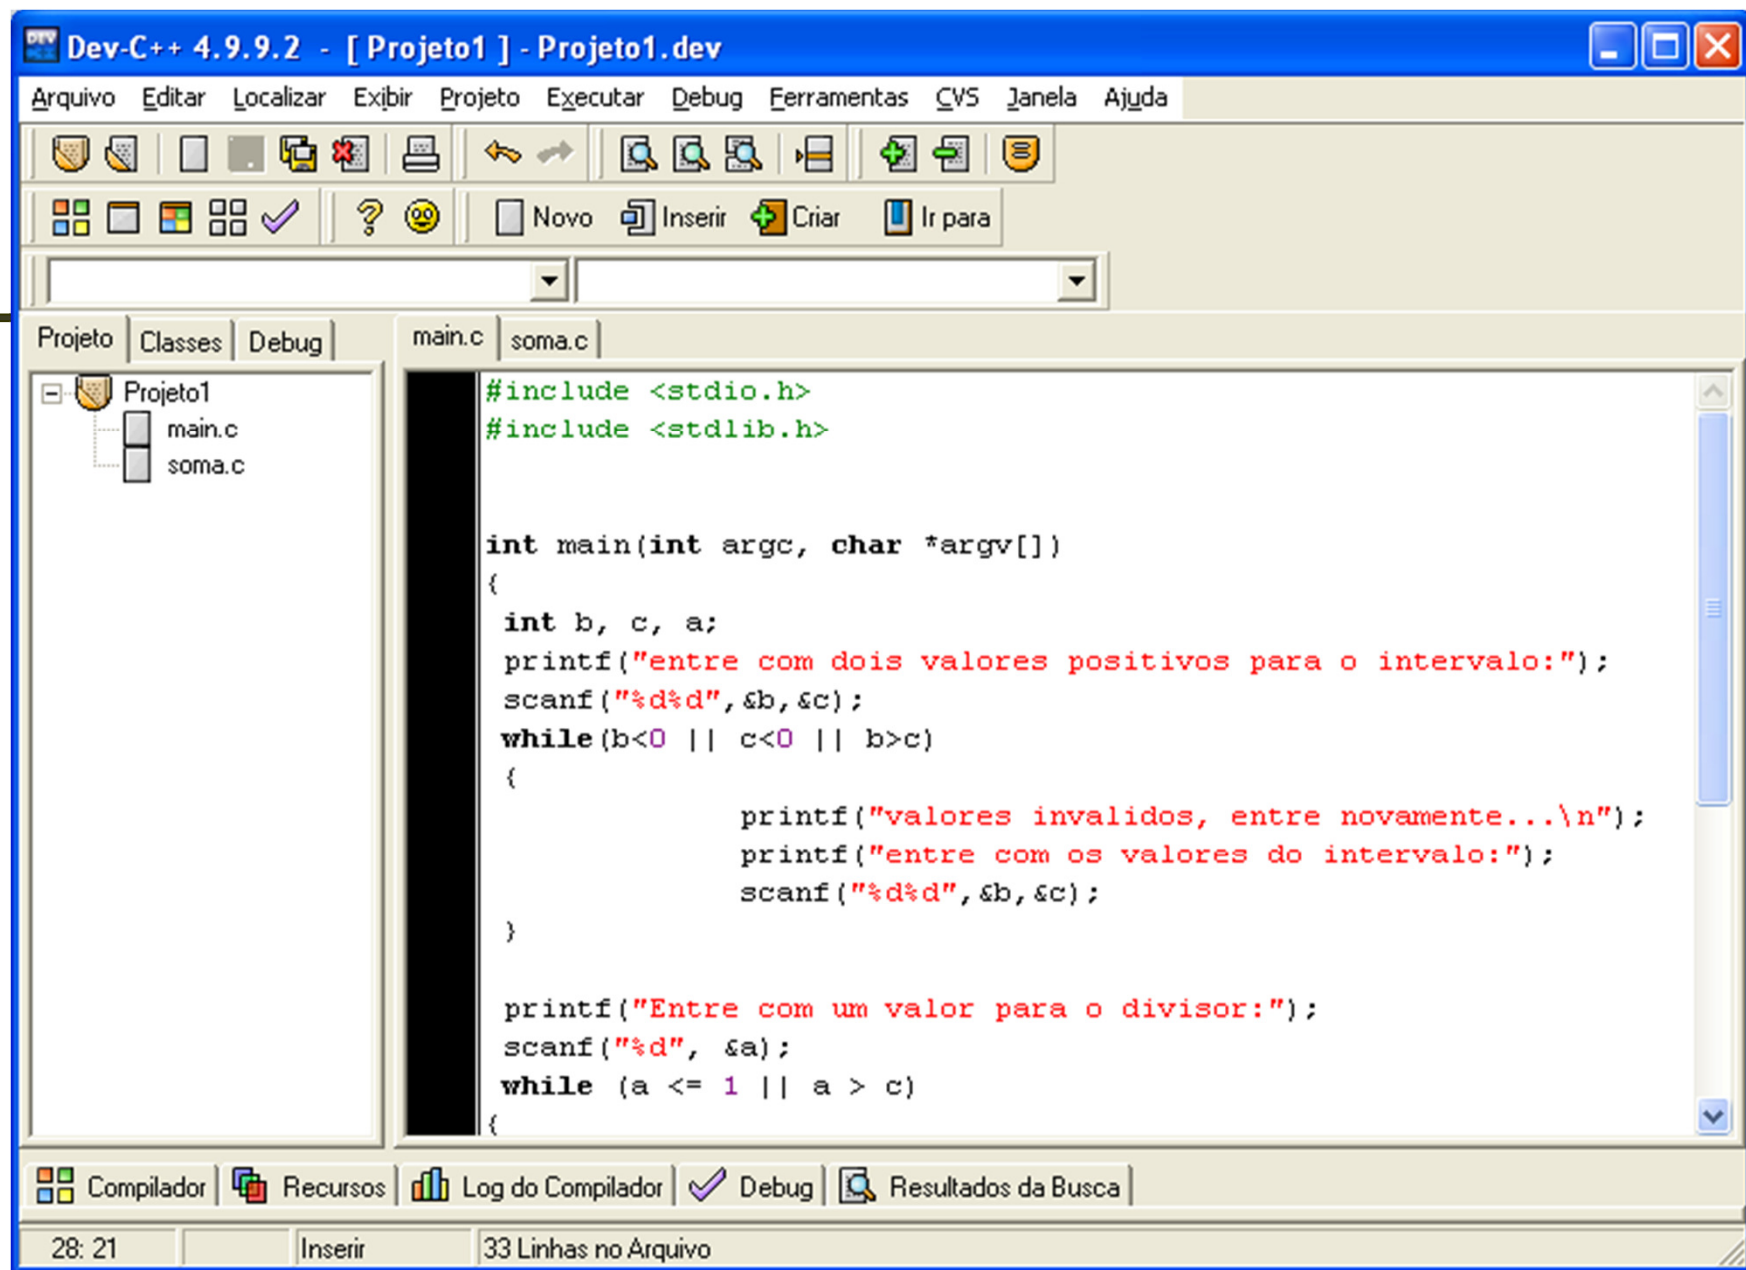 Dev-C++ 4.9.9.2 - [ Projeto1 ] - Projeto1.dev
Arquivo Editar Localizar Exibir Projeto Executar Debug Ferramentas CVS Janela Ajuda
Novo Inserir Criar Ir para
Projeto Classes Debug main.c soma.c
Projeto1
main.c
soma.c
#include <stdio.h>
#include <stdlib.h>
int main(int argc, char *argv[])
{
int b, c, a;
printf("entre com dois valores positivos para o intervalo:");
scanf("%d%d",&b,&c);
while(b<0 || c<0 || b>c)
{
printf("valores invalidos, entre novamente...\n");
printf("entre com os valores do intervalo:");
scanf("%d%d",&b,&c);
}
printf("Entre com um valor para o divisor:");
scanf("%d", &a);
while (a <= 1 || a > c)
{
Compilador Recursos Log do Compilador Debug Resultados da Busca
28: 21 Inserir 33 Linhas no Arquivo